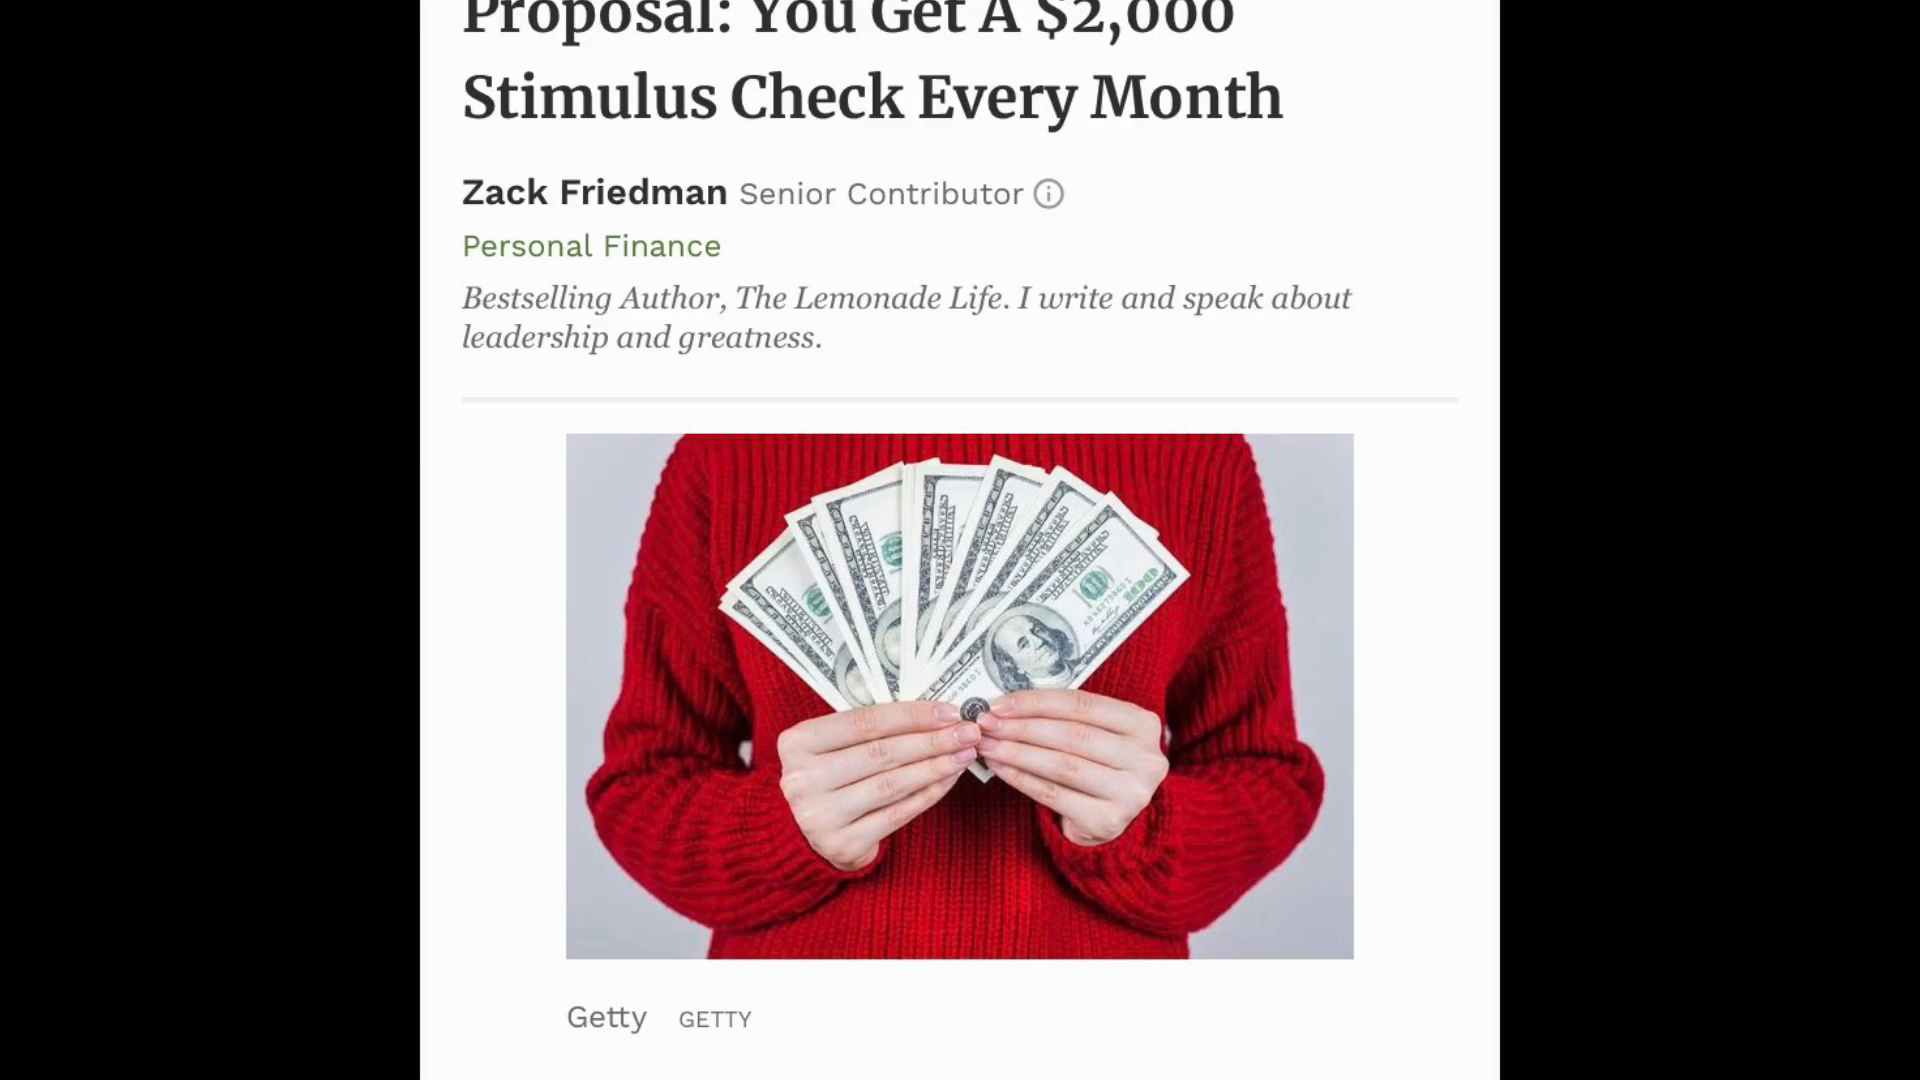 Proposal: You Get A $2,000
Stimulus Check Every Month
Zack Friedman Senior Contributor
Personal Finance
Bestselling Author, The Lemonade Life. I write and speak about
leadership and greatness.
Getty GETTY